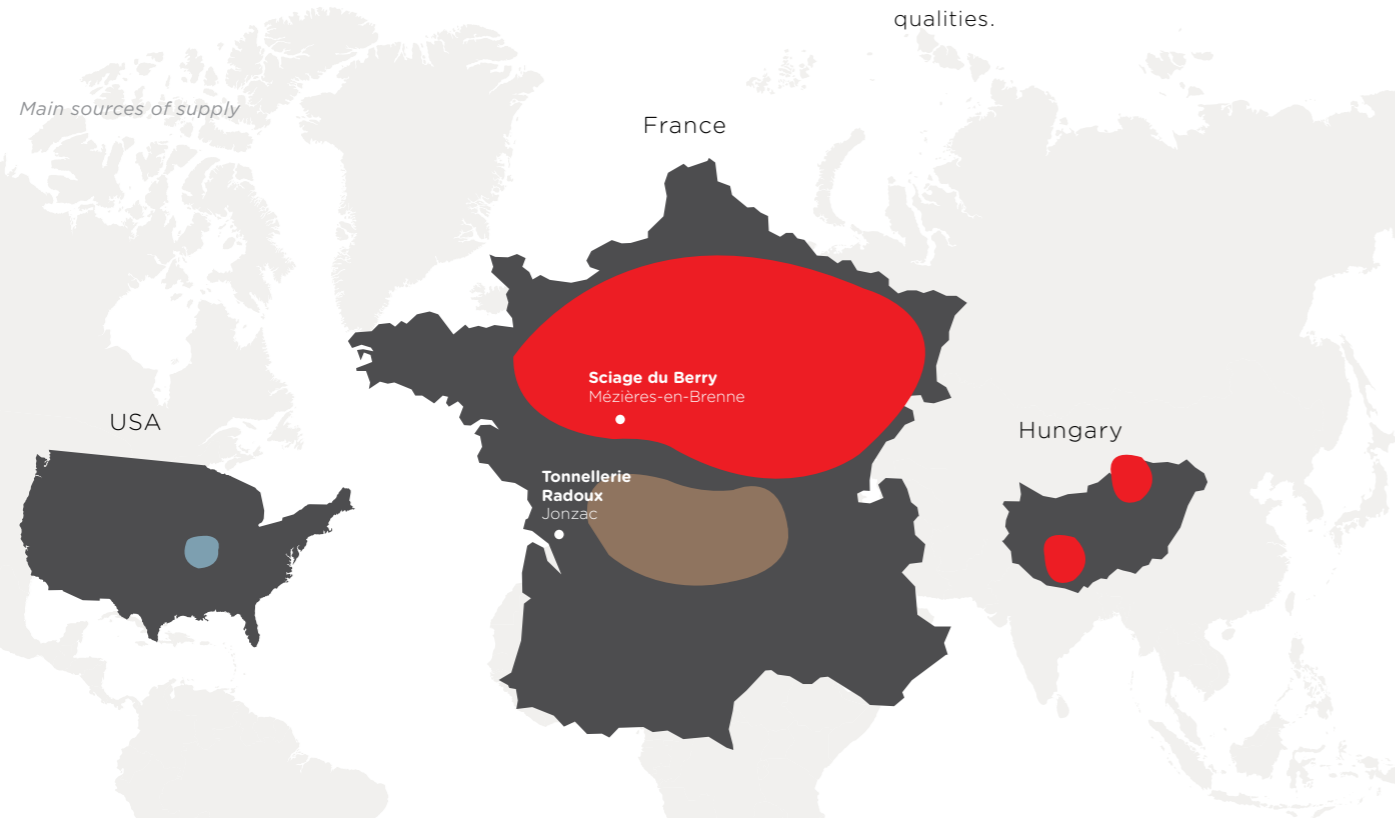 qualities.
Main sources of supply
France
Sciage du Berry
Mézières-en-Brenne
USA
Hungary
Tonnellerie
Radoux
Jonzac